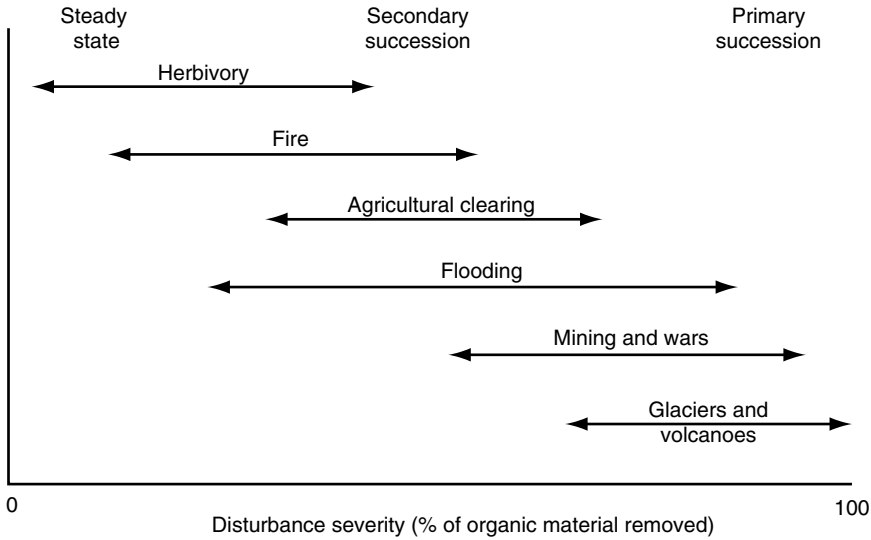 Steady
state
Secondary
succession
Primary
succession
Herbivory
Fire
Agricultural clearing
Flooding
Mining and wars
Glaciers and
volcanoes
0
100
Disturbance severity (% of organic material removed)